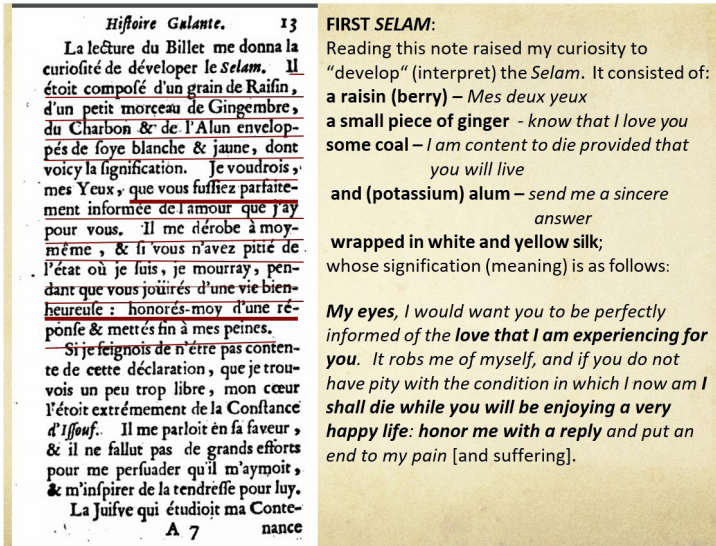 Hiſtoire Galante. 13
La lecture du Billet me donna la
curioſité de déveloper le Selam. Il
étoit compoſé d'un grain de Raiſin,
d'un petit morçeau de Gingembre,
du Charbon & de l'Alun envelop-
pés de ſoye blanche & jaune, dont
voicy la ſignification. Je voudrois,
mes Yeux, que vous fuſſiez parfaite-
ment informée de l'amour que j'ay
pour vous. Il me dérobe à moy-
même, & ſi vous n'avez pitié de
l'état où je ſuis, je mourray, pen-
dant que vous joüirés d'une vie bien-
heureuſe : honorés-moy d'une ré-
ponſe & mettés fin à mes peines.
Si je feignois de n'être pas conten-
te de cette déclaration, que je trou-
vois un peu trop libre, mon cœur
l'étoit extrémement de la Conſtance
d'Iſſouf. Il me parloit en ſa faveur,
& il ne fallut pas de grands efforts
pour me perſuader qu'il m'aymoit,
& m'inſpirer de la tendreſſe pour luy.
La Juifve qui étudioit ma Conte-
A 7 nance
FIRST SELAM:
Reading this note raised my curiosity to
“develop“ (interpret) the Selam. It consisted of:
a raisin (berry) – Mes deux yeux
a small piece of ginger - know that I love you
some coal – I am content to die provided that
you will live
and (potassium) alum – send me a sincere
answer
wrapped in white and yellow silk;
whose signification (meaning) is as follows:
My eyes, I would want you to be perfectly
informed of the love that I am experiencing for
you. It robs me of myself, and if you do not
have pity with the condition in which I now am I
shall die while you will be enjoying a very
happy life: honor me with a reply and put an
end to my pain [and suffering].